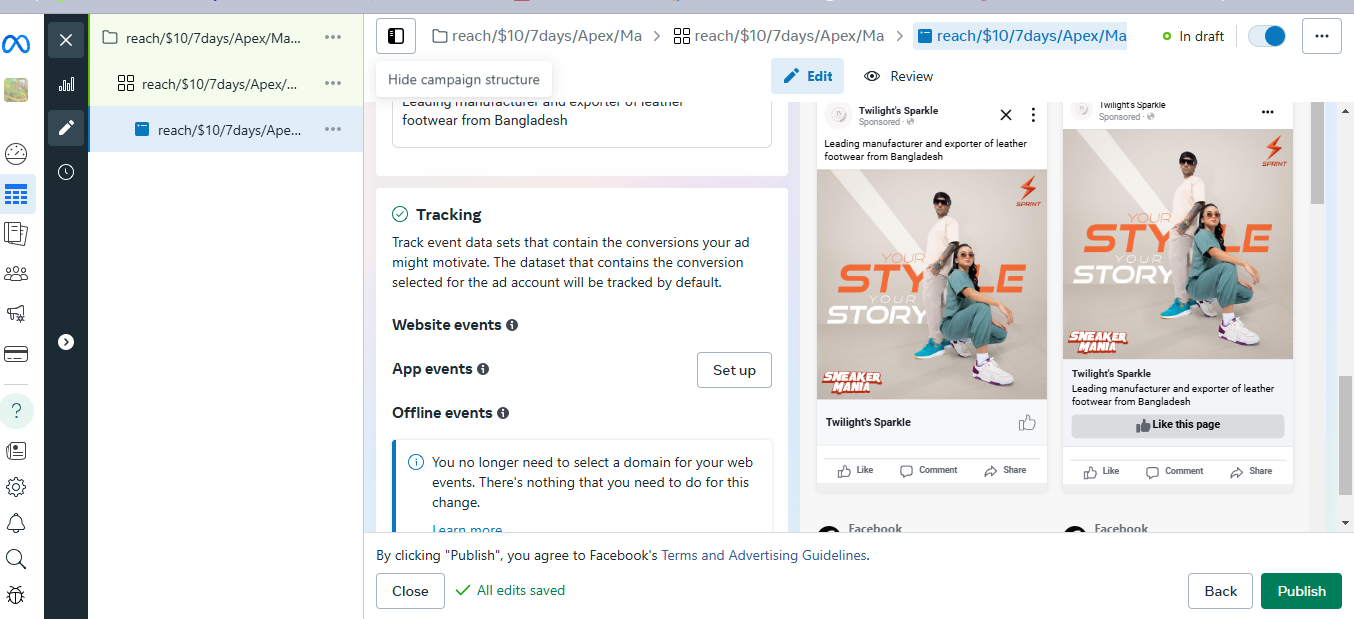 reach/$10/7days/Apex/Ma...
reach/$10/7days/Apex/...
reach/$10/7days/Ape...
reach/$10/7days/Apex/Ma
reach/$10/7days/Apex/Ma
reach/$10/7days/Apex/Ma
In draft
Hide campaign structure
Edit
Review
Leading manufacturer and exporter of leather
footwear from Bangladesh
Tracking
Track event data sets that contain the conversions your ad
might motivate. The dataset that contains the conversion
selected for the ad account will be tracked by default.
Website events
App events
Set up
Offline events
You no longer need to select a domain for your web
events. There's nothing that you need to do for this
change.
Learn more
Twilight's Sparkle
Sponsored ·
Leading manufacturer and exporter of leather
footwear from Bangladesh
SPRINT
YOUR
STYLE
YOUR
STORY
SNEAKER
MANIA
Twilight's Sparkle
Like
Comment
Share
Facebook
Twilight's Sparkle
Sponsored ·
SPRINT
YOUR
STYLE
YOUR
STORY
SNEAKER
MANIA
Twilight's Sparkle
Leading manufacturer and exporter of leather
footwear from Bangladesh
Like this page
Like
Comment
Share
Facebook
By clicking "Publish", you agree to Facebook's Terms and Advertising Guidelines.
Close
All edits saved
Back
Publish